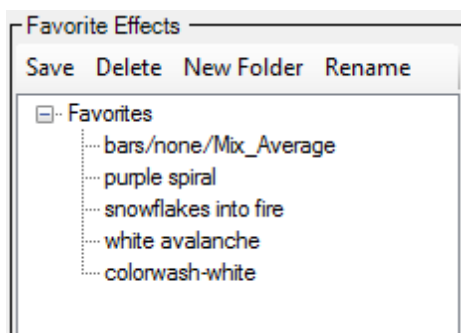 Favorite Effects
Save Delete New Folder Rename
Favorites
bars/none/Mix_Average
purple spiral
snowflakes into fire
white avalanche
colorwash-white